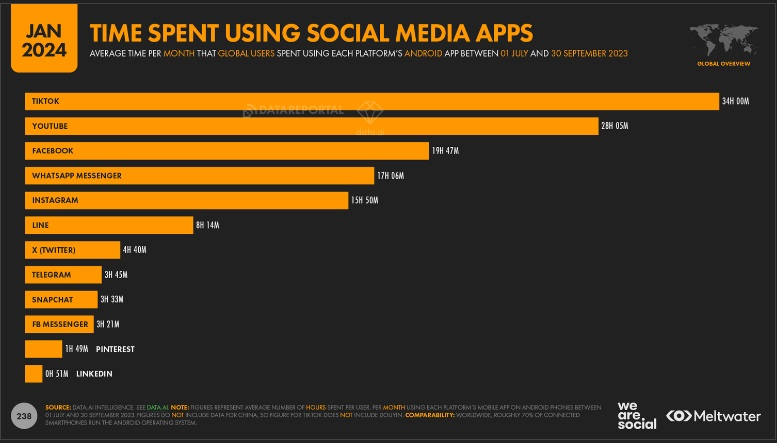 JAN
2024
TIME SPENT USING SOCIAL MEDIA APPS
AVERAGE TIME PER MONTH THAT GLOBAL USERS SPENT USING EACH PLATFORM'S ANDROID APP BETWEEN 01 JULY AND 30 SEPTEMBER 2023
GLOBAL OVERVIEW
DATAREPORTAL
data.ai
TIKTOK 34H 00M
YOUTUBE 28H 05M
FACEBOOK 19H 47M
WHATSAPP MESSENGER 17H 06M
INSTAGRAM 15H 50M
LINE 8H 14M
X (TWITTER) 4H 40M
TELEGRAM 3H 45M
SNAPCHAT 3H 33M
FB MESSENGER 3H 21M
1H 49M PINTEREST
0H 51M LINKEDIN
238
SOURCE: DATA.AI INTELLIGENCE. SEE DATA.AI. NOTE: FIGURES REPRESENT AVERAGE NUMBER OF HOURS SPENT PER USER, PER MONTH USING EACH PLATFORM'S MOBILE APP ON ANDROID PHONES BETWEEN
01 JULY AND 30 SEPTEMBER 2023. FIGURES DO NOT INCLUDE DATA FOR CHINA, SO FIGURE FOR TIKTOK DOES NOT INCLUDE DOUYIN. COMPARABILITY: WORLDWIDE, ROUGHLY 70% OF CONNECTED
SMARTPHONES RUN THE ANDROID OPERATING SYSTEM.
we
are
social
Meltwater